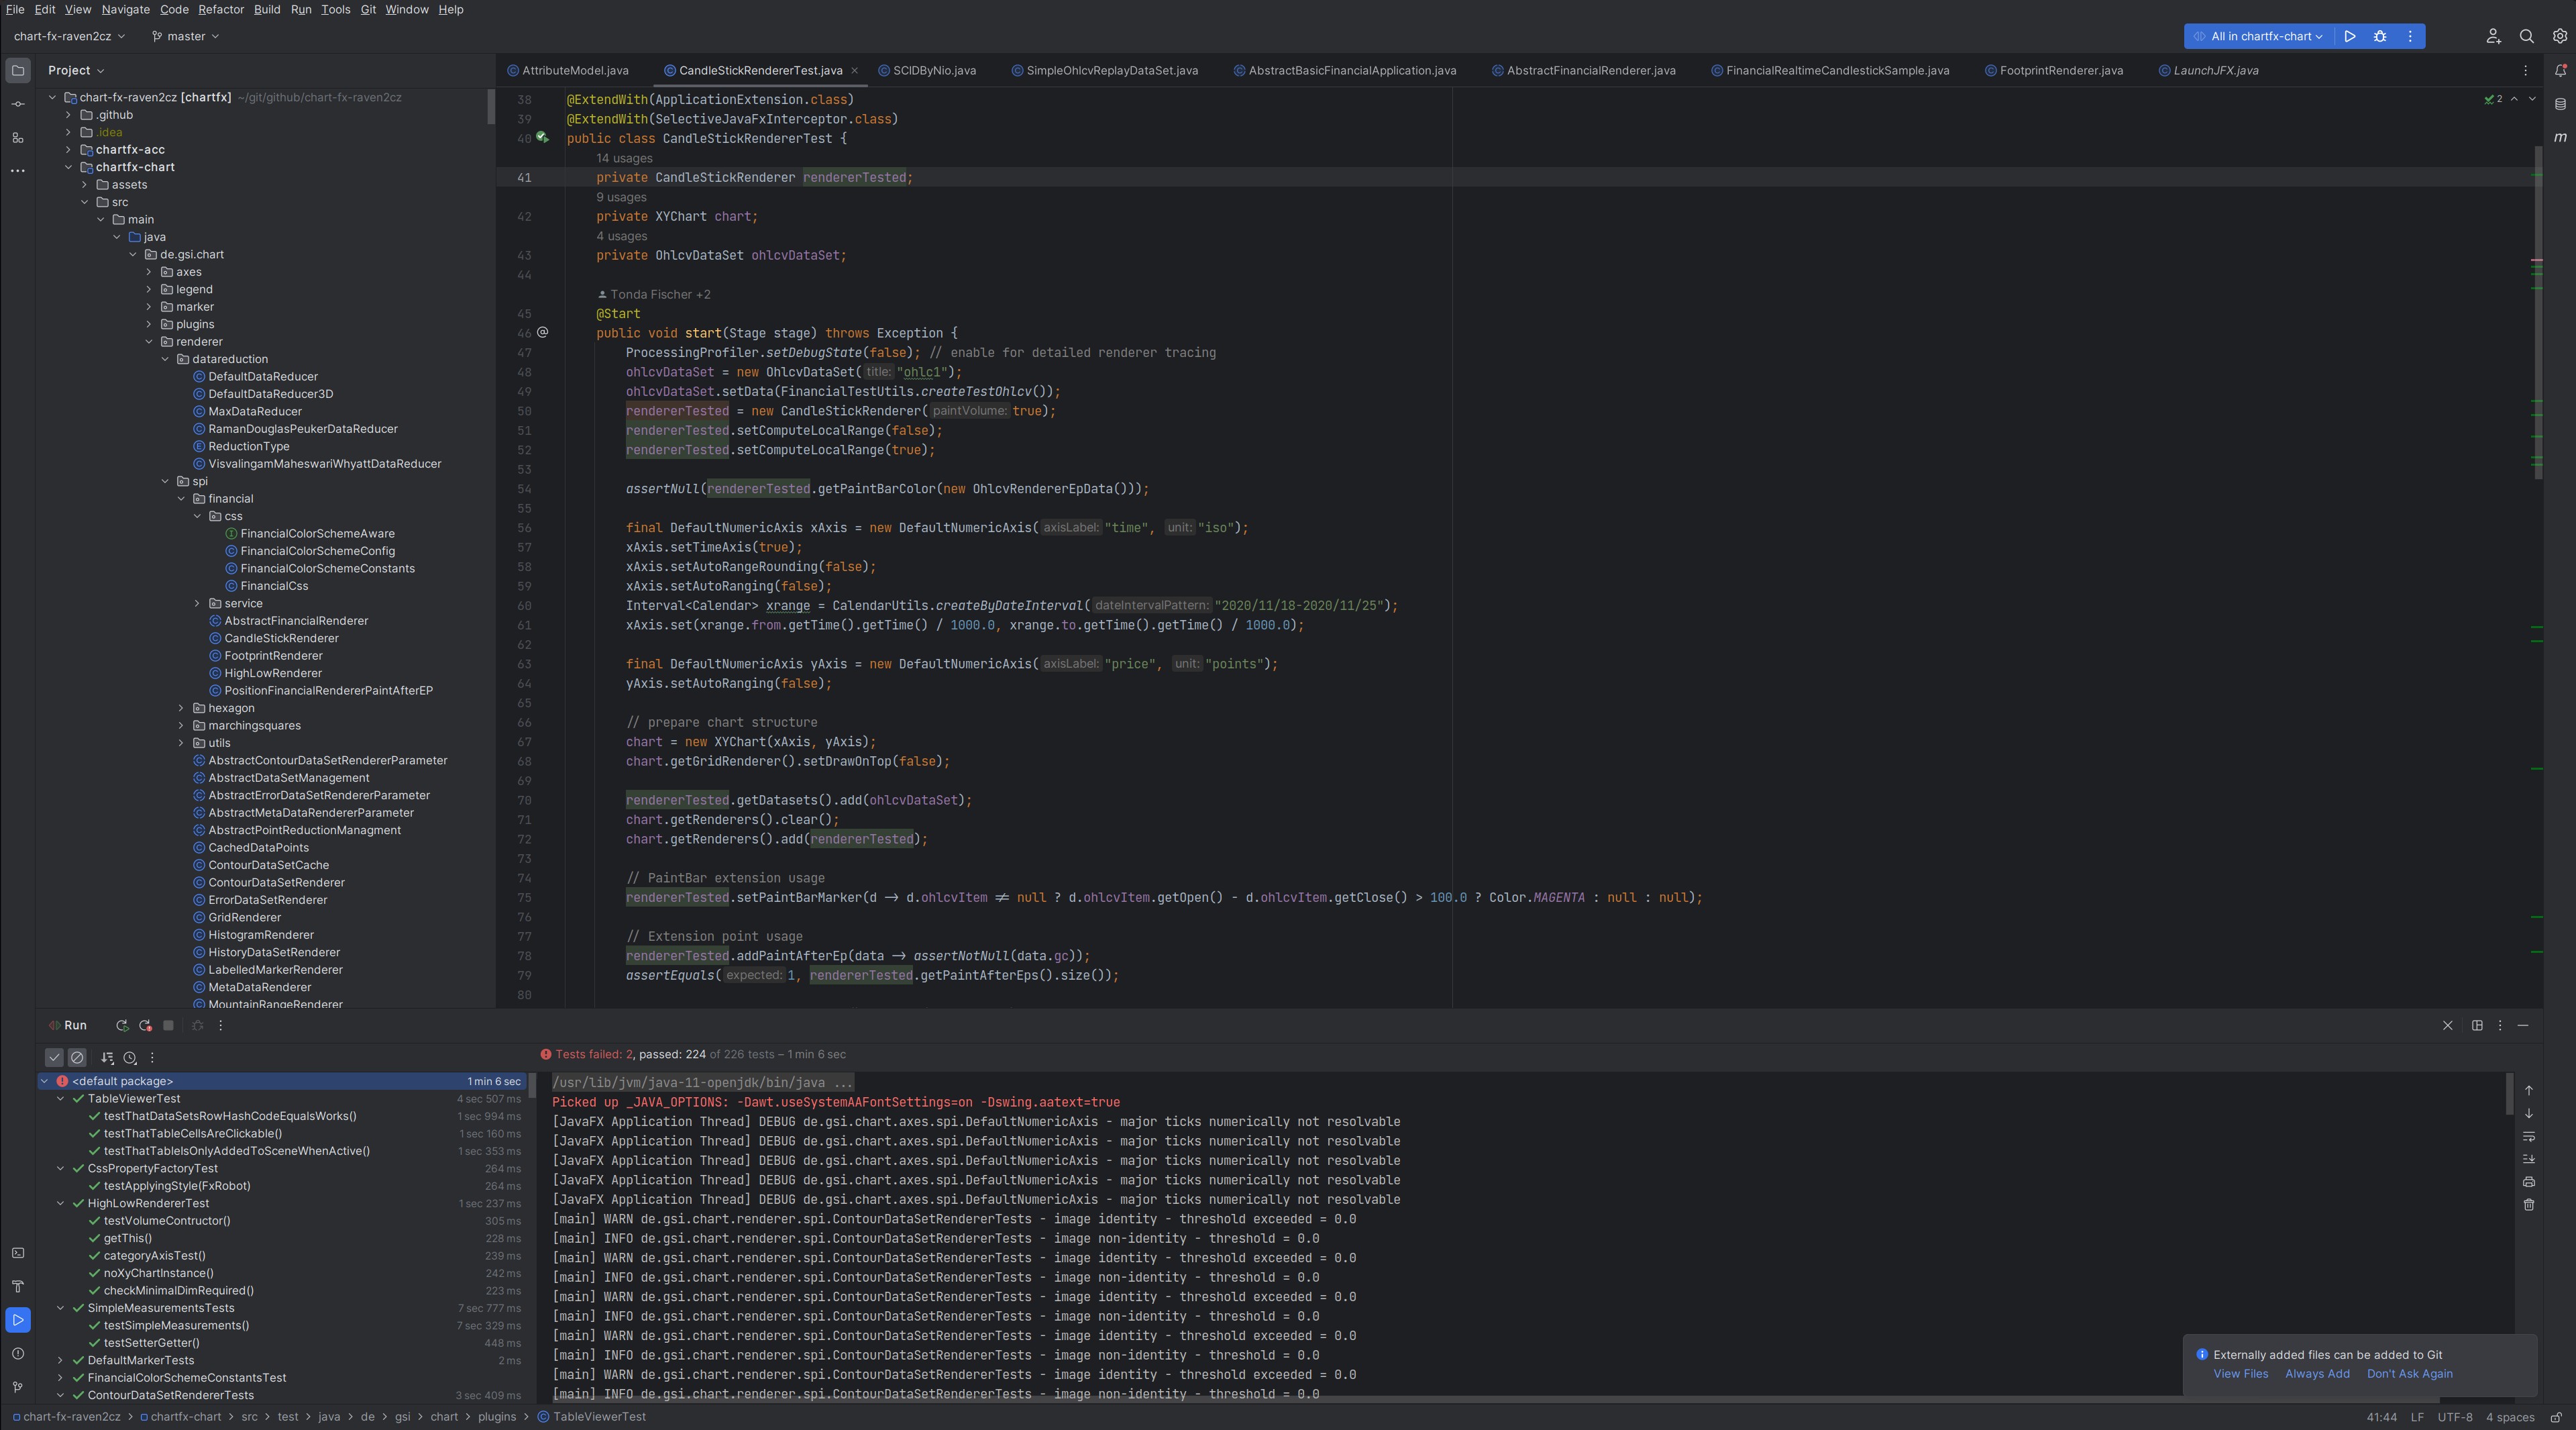 File Edit View Navigate Code Refactor Build Run Tools Git Window Help
chart-fx-raven2cz master All in chartfx-chart
Project
chart-fx-raven2cz [chartfx] ~/git/github/chart-fx-raven2cz
.github
.idea
chartfx-acc
chartfx-chart
assets
src
main
java
de.gsi.chart
axes
legend
marker
plugins
renderer
datareduction
DefaultDataReducer
DefaultDataReducer3D
MaxDataReducer
RamanDouglasPeukerDataReducer
ReductionType
VisvalingamMaheswariWhyattDataReducer
spi
financial
css
FinancialColorSchemeAware
FinancialColorSchemeConfig
FinancialColorSchemeConstants
FinancialCss
service
AbstractFinancialRenderer
CandleStickRenderer
FootprintRenderer
HighLowRenderer
PositionFinancialRendererPaintAfterEP
hexagon
marchingsquares
utils
AbstractContourDataSetRendererParameter
AbstractDataSetManagement
AbstractErrorDataSetRendererParameter
AbstractMetaDataRendererParameter
AbstractPointReductionManagment
CachedDataPoints
ContourDataSetCache
ContourDataSetRenderer
ErrorDataSetRenderer
GridRenderer
HistogramRenderer
HistoryDataSetRenderer
LabelledMarkerRenderer
MetaDataRenderer
MountainRangeRenderer
AttributeModel.java CandleStickRendererTest.java SCIDByNio.java SimpleOhlcvReplayDataSet.java AbstractBasicFinancialApplication.java AbstractFinancialRenderer.java FinancialRealtimeCandlestickSample.java FootprintRenderer.java LaunchJFX.java
2
38 @ExtendWith(ApplicationExtension.class)
39 @ExtendWith(SelectiveJavaFxInterceptor.class)
40 public class CandleStickRendererTest {
14 usages
41 private CandleStickRenderer rendererTested;
9 usages
42 private XYChart chart;
4 usages
43 private OhlcvDataSet ohlcvDataSet;
44
Tonda Fischer +2
45 @Start
46 @ public void start(Stage stage) throws Exception {
47 ProcessingProfiler.setDebugState(false); // enable for detailed renderer tracing
48 ohlcvDataSet = new OhlcvDataSet( title: "ohlc1");
49 ohlcvDataSet.setData(FinancialTestUtils.createTestOhlcv());
50 rendererTested = new CandleStickRenderer( paintVolume: true);
51 rendererTested.setComputeLocalRange(false);
52 rendererTested.setComputeLocalRange(true);
53
54 assertNull(rendererTested.getPaintBarColor(new OhlcvRendererEpData()));
55
56 final DefaultNumericAxis xAxis = new DefaultNumericAxis( axisLabel: "time", unit: "iso");
57 xAxis.setTimeAxis(true);
58 xAxis.setAutoRangeRounding(false);
59 xAxis.setAutoRanging(false);
60 Interval<Calendar> xrange = CalendarUtils.createByDateInterval( dateIntervalPattern: "2020/11/18-2020/11/25");
61 xAxis.set(xrange.from.getTime().getTime() / 1000.0, xrange.to.getTime().getTime() / 1000.0);
62
63 final DefaultNumericAxis yAxis = new DefaultNumericAxis( axisLabel: "price", unit: "points");
64 yAxis.setAutoRanging(false);
65
66 // prepare chart structure
67 chart = new XYChart(xAxis, yAxis);
68 chart.getGridRenderer().setDrawOnTop(false);
69
70 rendererTested.getDatasets().add(ohlcvDataSet);
71 chart.getRenderers().clear();
72 chart.getRenderers().add(rendererTested);
73
74 // PaintBar extension usage
75 rendererTested.setPaintBarMarker(d → d.ohlcvItem ≠ null ? d.ohlcvItem.getOpen() - d.ohlcvItem.getClose() > 100.0 ? Color.MAGENTA : null : null);
76
77 // Extension point usage
78 rendererTested.addPaintAfterEp(data → assertNotNull(data.gc));
79 assertEquals( expected: 1, rendererTested.getPaintAfterEps().size());
80
Run
Tests failed: 2, passed: 224 of 226 tests – 1 min 6 sec
<default package> 1 min 6 sec
TableViewerTest 4 sec 507 ms
testThatDataSetsRowHashCodeEqualsWorks() 1 sec 994 ms
testThatTableCellsAreClickable() 1 sec 160 ms
testThatTableIsOnlyAddedToSceneWhenActive() 1 sec 353 ms
CssPropertyFactoryTest 264 ms
testApplyingStyle(FxRobot) 264 ms
HighLowRendererTest 1 sec 237 ms
testVolumeContructor() 305 ms
getThis() 228 ms
categoryAxisTest() 239 ms
noXyChartInstance() 242 ms
checkMinimalDimRequired() 223 ms
SimpleMeasurementsTests 7 sec 777 ms
testSimpleMeasurements() 7 sec 329 ms
testSetterGetter() 448 ms
DefaultMarkerTests 2 ms
FinancialColorSchemeConstantsTest
ContourDataSetRendererTests 3 sec 409 ms
/usr/lib/jvm/java-11-openjdk/bin/java ...
Picked up _JAVA_OPTIONS: -Dawt.useSystemAAFontSettings=on -Dswing.aatext=true
[JavaFX Application Thread] DEBUG de.gsi.chart.axes.spi.DefaultNumericAxis - major ticks numerically not resolvable
[JavaFX Application Thread] DEBUG de.gsi.chart.axes.spi.DefaultNumericAxis - major ticks numerically not resolvable
[JavaFX Application Thread] DEBUG de.gsi.chart.axes.spi.DefaultNumericAxis - major ticks numerically not resolvable
[JavaFX Application Thread] DEBUG de.gsi.chart.axes.spi.DefaultNumericAxis - major ticks numerically not resolvable
[JavaFX Application Thread] DEBUG de.gsi.chart.axes.spi.DefaultNumericAxis - major ticks numerically not resolvable
[main] WARN de.gsi.chart.renderer.spi.ContourDataSetRendererTests - image identity - threshold exceeded = 0.0
[main] INFO de.gsi.chart.renderer.spi.ContourDataSetRendererTests - image non-identity - threshold = 0.0
[main] WARN de.gsi.chart.renderer.spi.ContourDataSetRendererTests - image identity - threshold exceeded = 0.0
[main] INFO de.gsi.chart.renderer.spi.ContourDataSetRendererTests - image non-identity - threshold = 0.0
[main] WARN de.gsi.chart.renderer.spi.ContourDataSetRendererTests - image identity - threshold exceeded = 0.0
[main] INFO de.gsi.chart.renderer.spi.ContourDataSetRendererTests - image non-identity - threshold = 0.0
[main] WARN de.gsi.chart.renderer.spi.ContourDataSetRendererTests - image identity - threshold exceeded = 0.0
[main] INFO de.gsi.chart.renderer.spi.ContourDataSetRendererTests - image non-identity - threshold = 0.0
[main] WARN de.gsi.chart.renderer.spi.ContourDataSetRendererTests - image identity - threshold exceeded = 0.0
[main] INFO de.gsi.chart.renderer.spi.ContourDataSetRendererTests - image non-identity - threshold = 0.0
Externally added files can be added to Git
View Files Always Add Don't Ask Again
chart-fx-raven2cz > chartfx-chart > src > test > java > de > gsi > chart > plugins > TableViewerTest 41:44 LF UTF-8 4 spaces